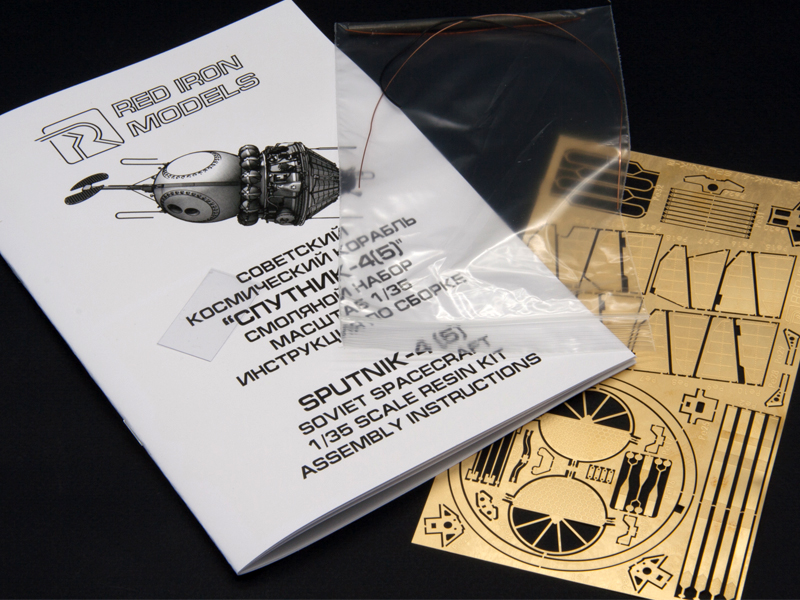 RED IRON
MODELS
СОВЕТСКИЙ
КОСМИЧЕСКИЙ КОРАБЛЬ
"СПУТНИК-4(5)"
СМОЛЯНОЙ НАБОР
МАСШТАБ 1/35
ИНСТРУКЦИЯ ПО СБОРКЕ
SPUTNIK-4 (5)
SOVIET SPACECRAFT
1/35 SCALE RESIN KIT
ASSEMBLY INSTRUCTIONS